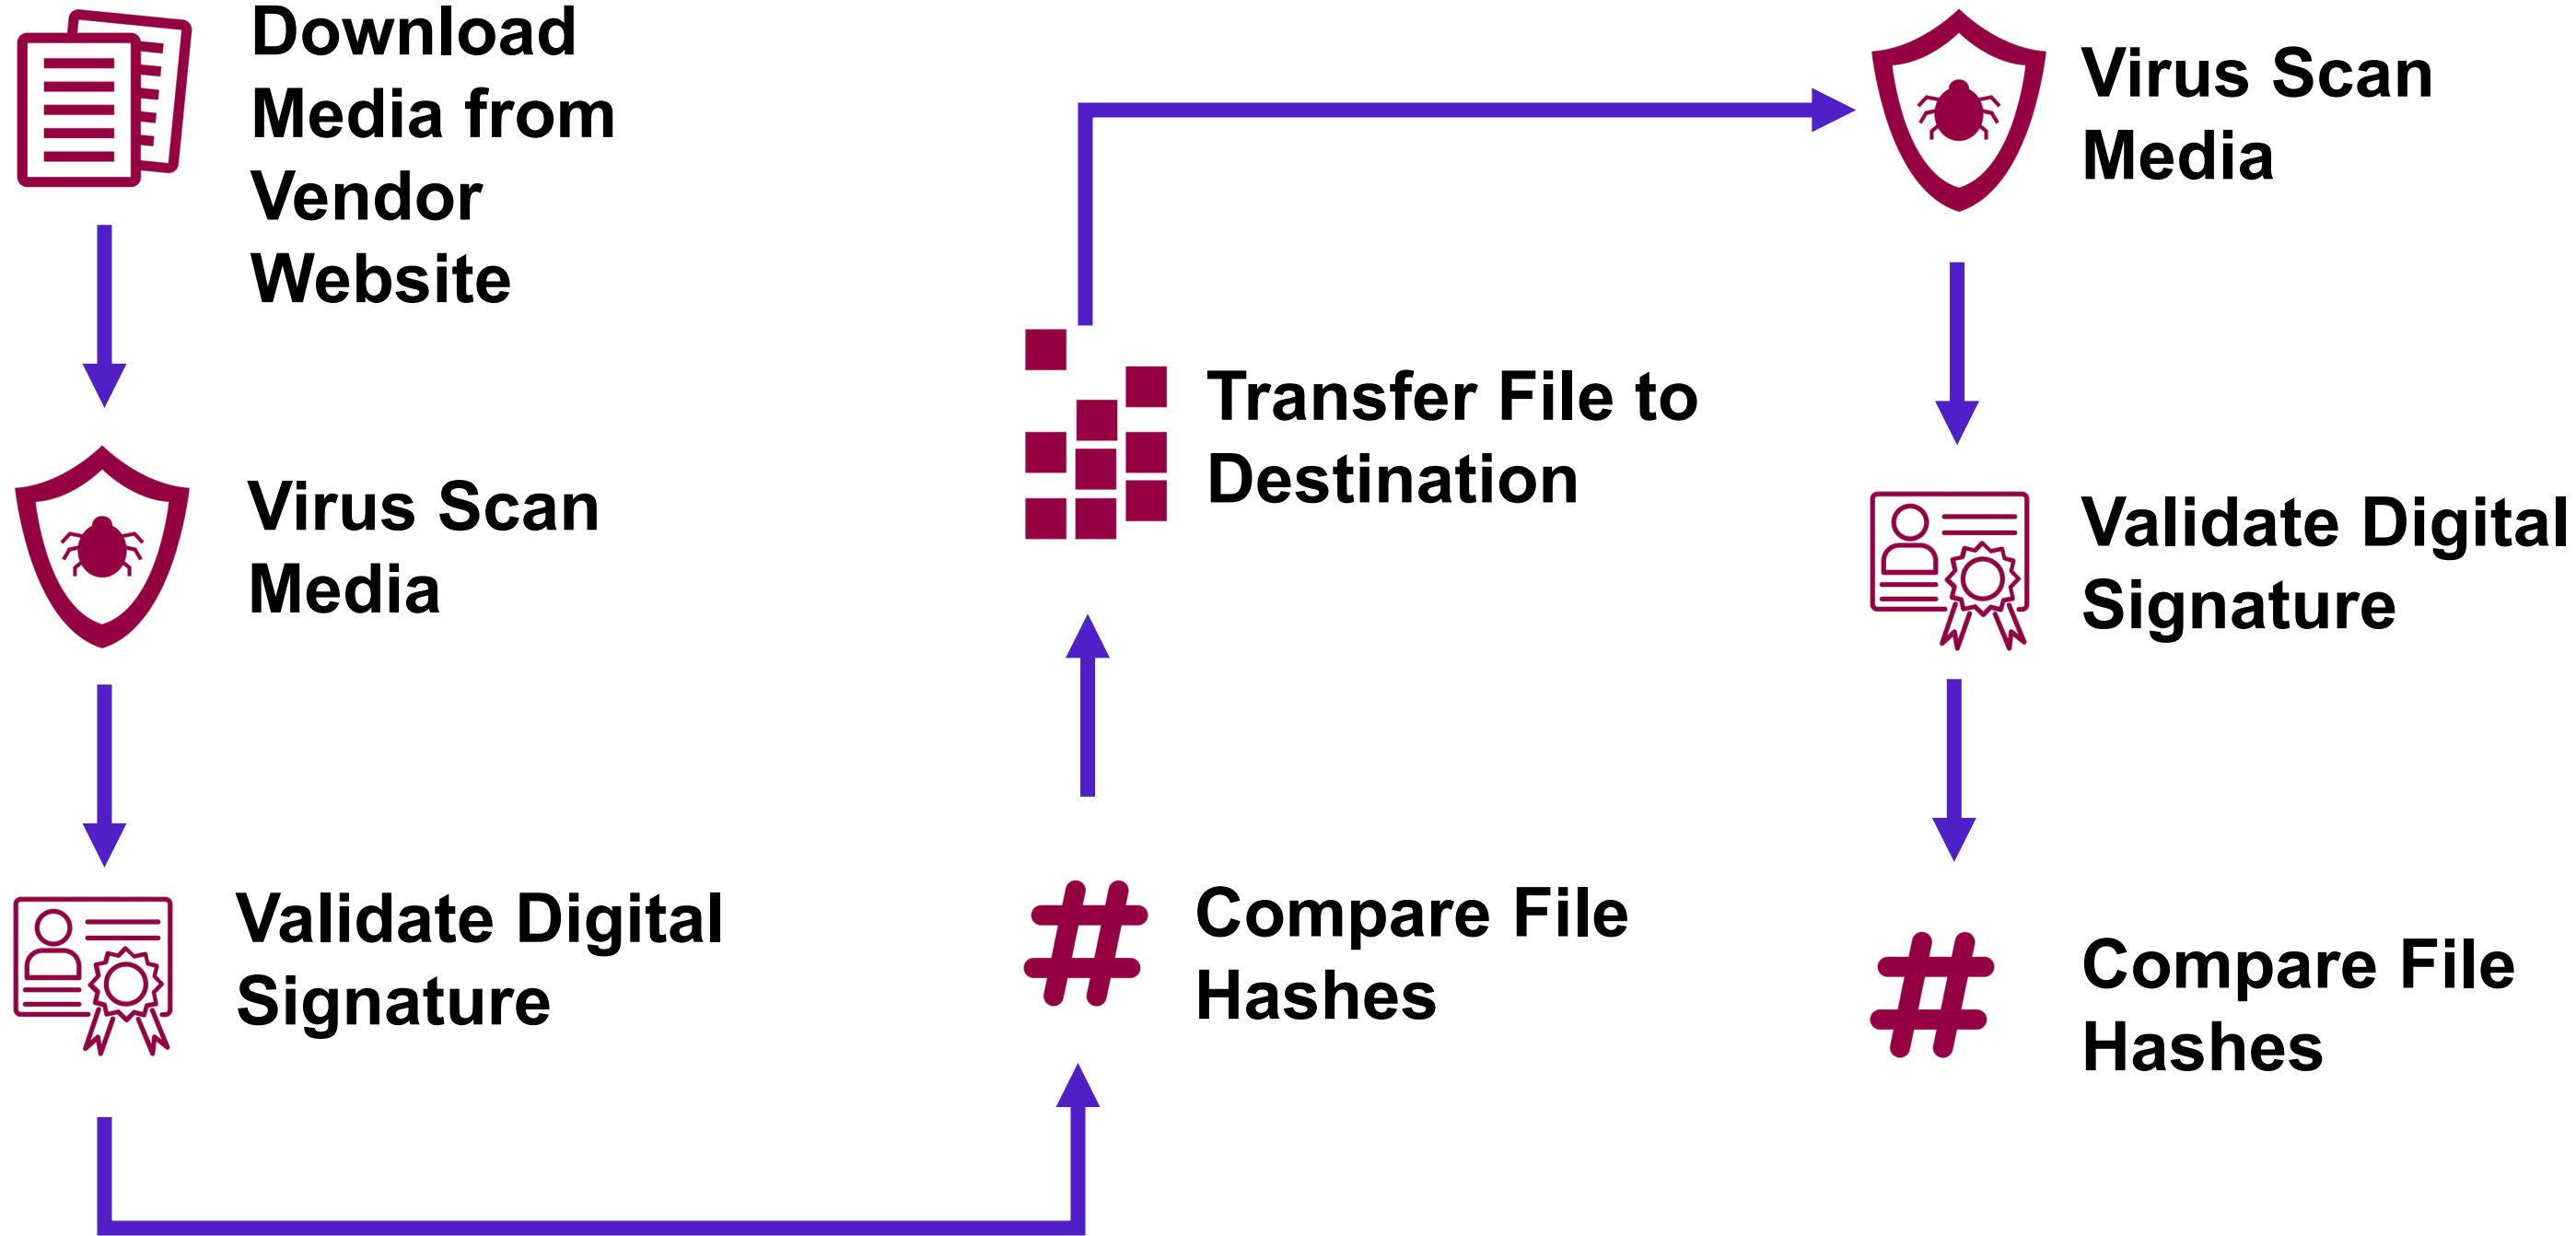 Download
Media from
Vendor
Website
Virus Scan
Media
Validate Digital
Signature
Compare File
Hashes
Transfer File to
Destination
Virus Scan
Media
Validate Digital
Signature
Compare File
Hashes